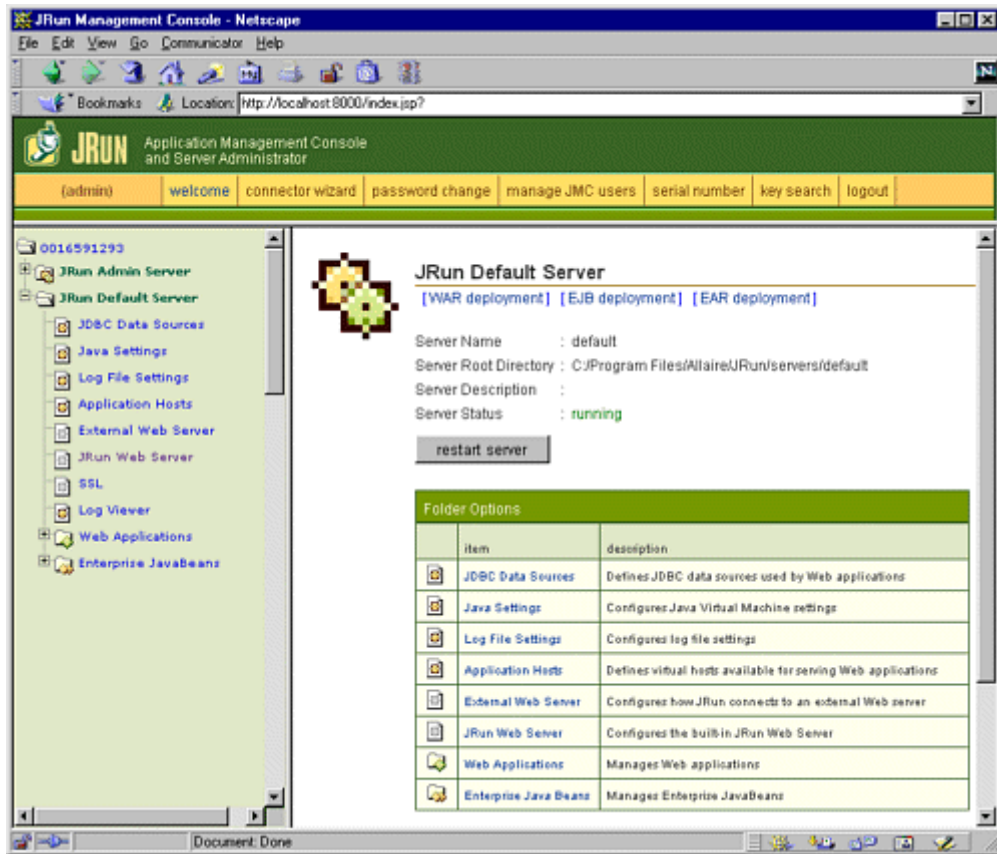 JRun Management Console - Netscape
File Edit View Go Communicator Help
Bookmarks Location: http://localhost:8000/index.jsp?
JRUN Application Management Console
and Server Administrator
(admin) welcome connector wizard password change manage JMC users serial number key search logout
0016591293
JRun Admin Server
JRun Default Server
JDBC Data Sources
Java Settings
Log File Settings
Application Hosts
External Web Server
JRun Web Server
SSL
Log Viewer
Web Applications
Enterprise JavaBeans
JRun Default Server
[WAR deployment] [EJB deployment] [EAR deployment]
Server Name : default
Server Root Directory : C:/Program Files/Allaire/JRun/servers/default
Server Description :
Server Status : running
restart server
Folder Options
item description
JDBC Data Sources Defines JDBC data sources used by Web applications
Java Settings Configures Java Virtual Machine settings
Log File Settings Configures log file settings
Application Hosts Defines virtual hosts available for serving Web applications
External Web Server Configures how JRun connects to an external Web server
JRun Web Server Configures the built-in JRun Web Server
Web Applications Manages Web applications
Enterprise Java Beans Manages Enterprise JavaBeans
Document: Done